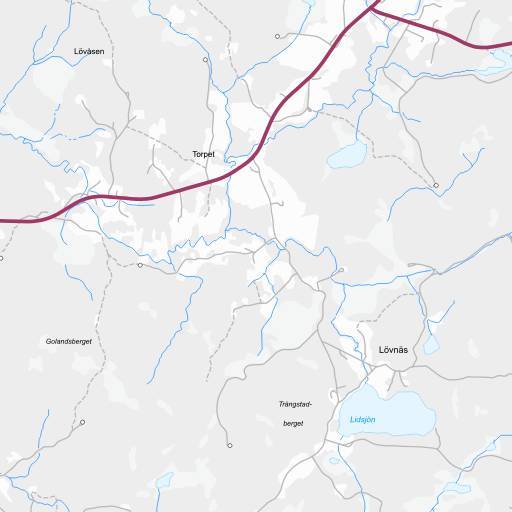 Lövåsen
Torpet
Golandsberget
Lövnäs
Trångstad-
berget
Lidsjön